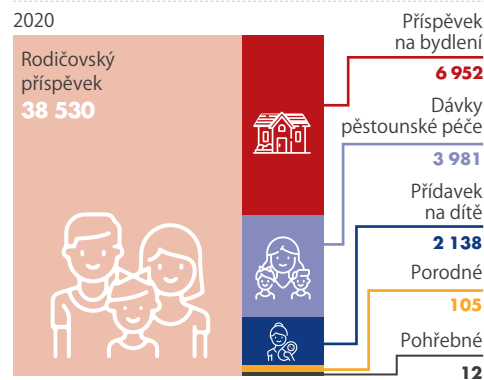 2020
Rodičovský
příspěvek
38 530
Příspěvek
na bydlení
6 952
Dávky
pěstounské péče
3 981
Přídavek
na dítě
2 138
Porodné
105
Pohřebné
12